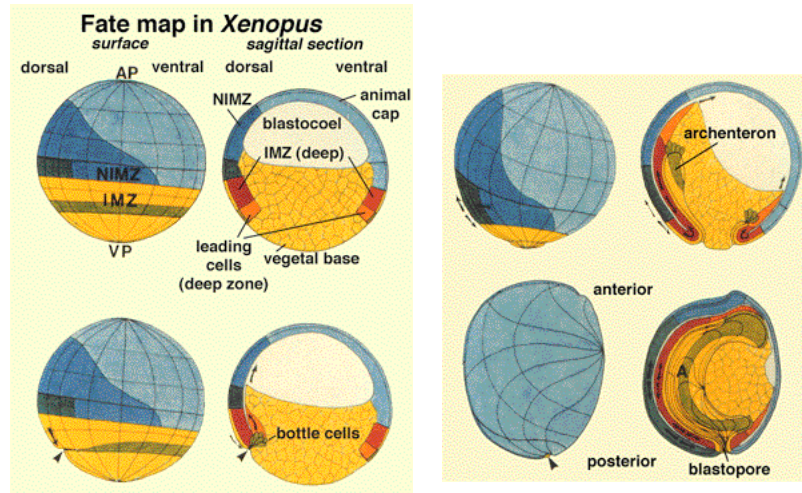 Fate map in Xenopus
surface
sagittal section
dorsal
AP
ventral
dorsal
ventral
NIMZ
animal
cap
blastocoel
IMZ (deep)
NIMZ
IMZ
VP
leading
cells
(deep zone)
vegetal base
bottle cells
archenteron
anterior
A
posterior
blastopore